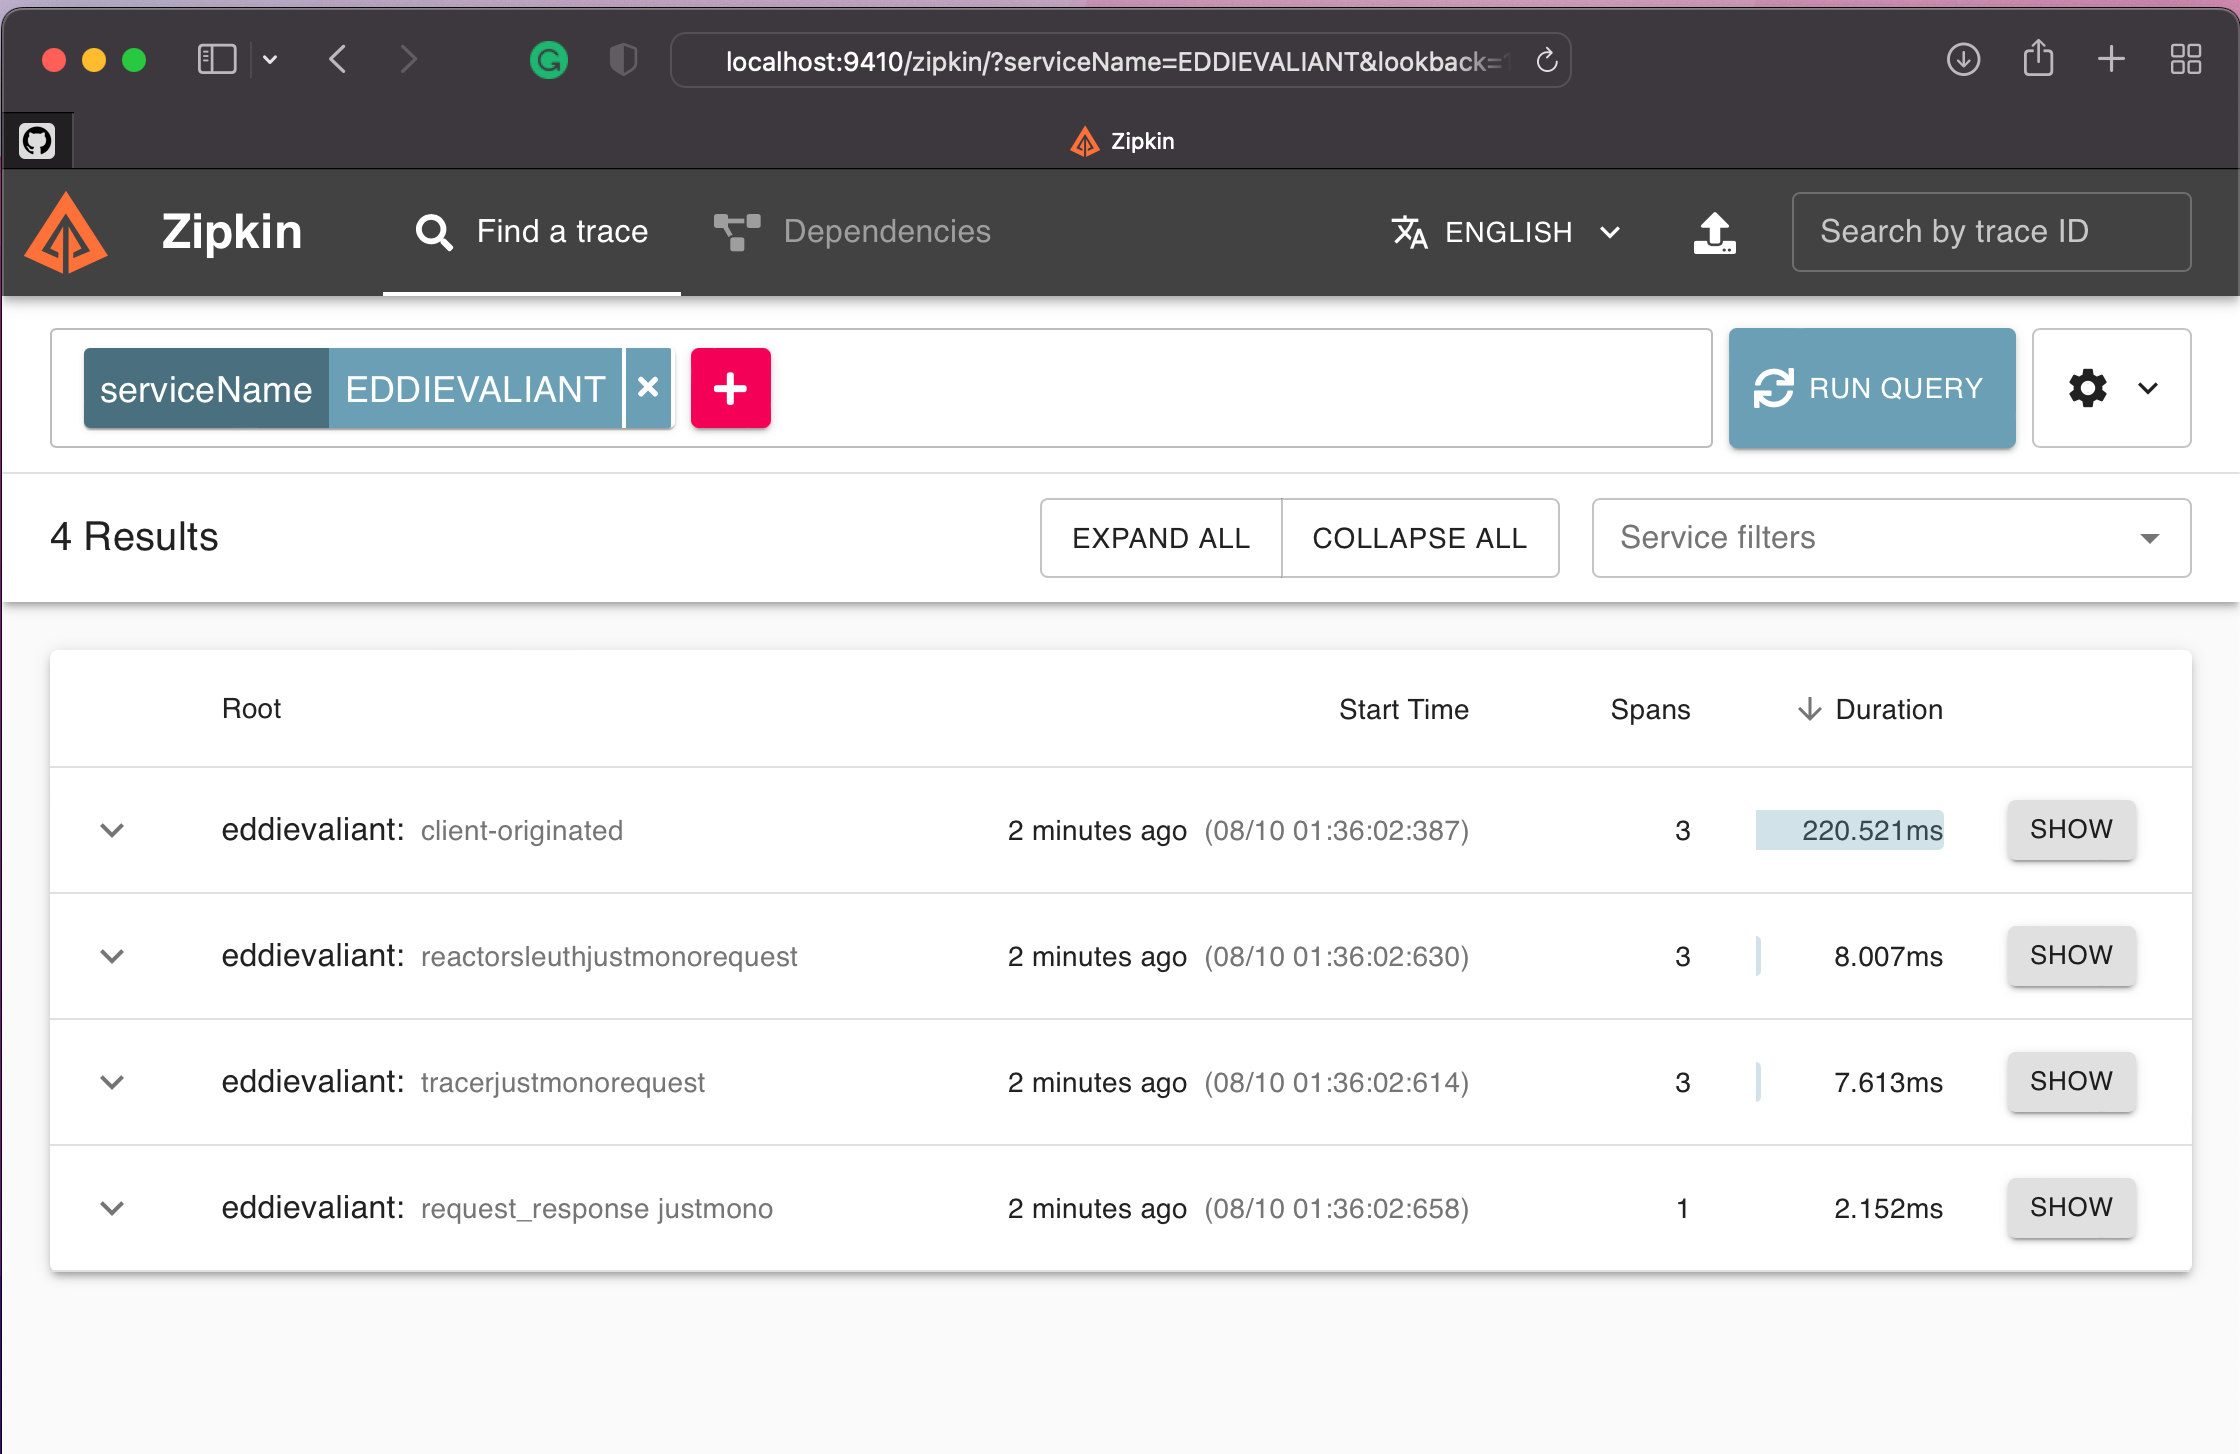 localhost:9410/zipkin/?serviceName=EDDIEVALIANT&lookback=
Zipkin
Zipkin Find a trace Dependencies ENGLISH Search by trace ID
serviceName EDDIEVALIANT RUN QUERY
4 Results EXPAND ALL COLLAPSE ALL Service filters
Root Start Time Spans Duration
eddievaliant: client-originated 2 minutes ago (08/10 01:36:02:387) 3 220.521ms SHOW
eddievaliant: reactorsleuthjustmonorequest 2 minutes ago (08/10 01:36:02:630) 3 8.007ms SHOW
eddievaliant: tracerjustmonorequest 2 minutes ago (08/10 01:36:02:614) 3 7.613ms SHOW
eddievaliant: request_response justmono 2 minutes ago (08/10 01:36:02:658) 1 2.152ms SHOW